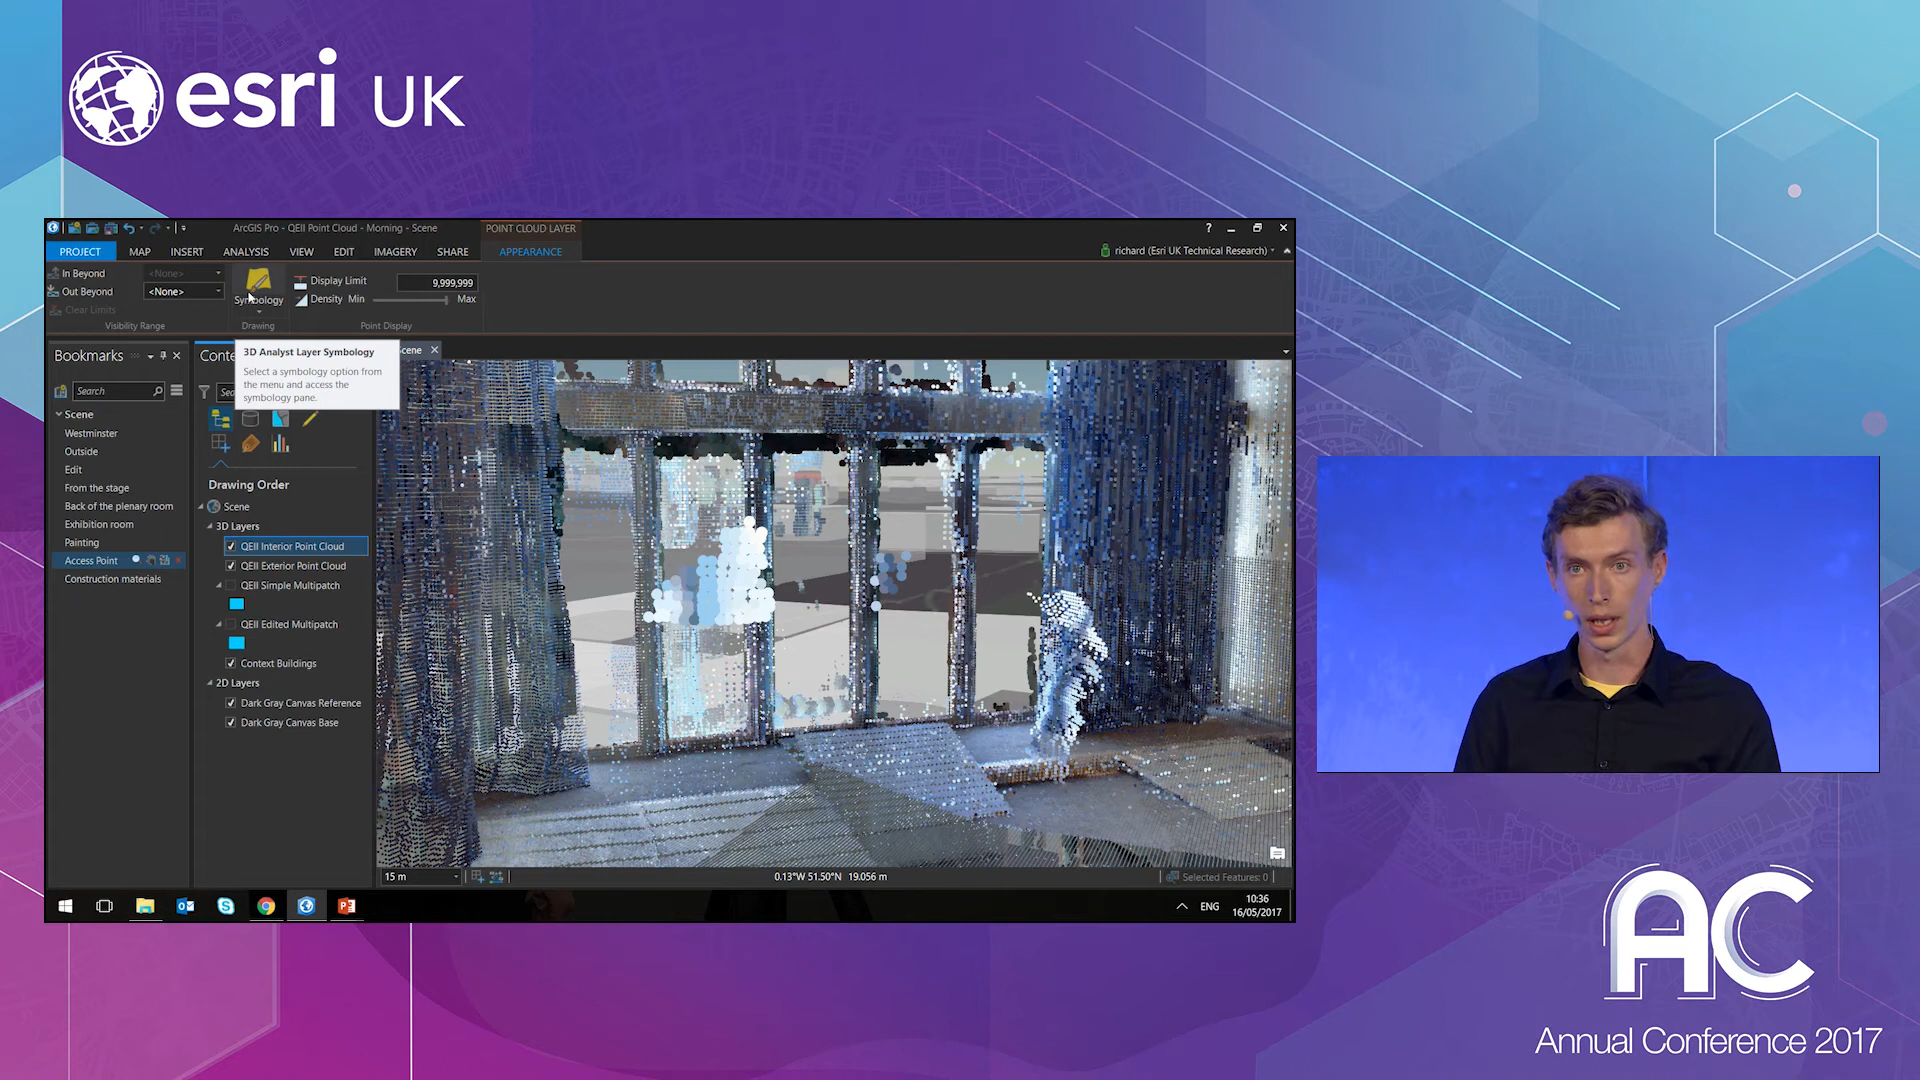 esri UK
ArcGIS Pro - QEII Point Cloud - Morning - Scene
POINT CLOUD LAYER
?
PROJECT MAP INSERT ANALYSIS VIEW EDIT IMAGERY SHARE APPEARANCE
richard (Esri UK Technical Research)
In Beyond <None>
Out Beyond <None>
Clear Limits
Visibility Range
Symbology
Drawing
Display Limit 9,999,999
Density Min Max
Point Display
Bookmarks
Search
Scene
Westminster
Outside
Edit
From the stage
Back of the plenary room
Exhibition room
Painting
Access Point
Construction materials
Conte
Sea
3D Analyst Layer Symbology
Select a symbology option from
the menu and access the
symbology pane.
cene
Drawing Order
Scene
3D Layers
QEII Interior Point Cloud
QEII Exterior Point Cloud
QEII Simple Multipatch
QEII Edited Multipatch
Context Buildings
2D Layers
Dark Gray Canvas Reference
Dark Gray Canvas Base
15 m
0.13°W 51.50°N 19.056 m
Selected Features: 0
ENG
10:36
16/05/2017
AC
Annual Conference 2017